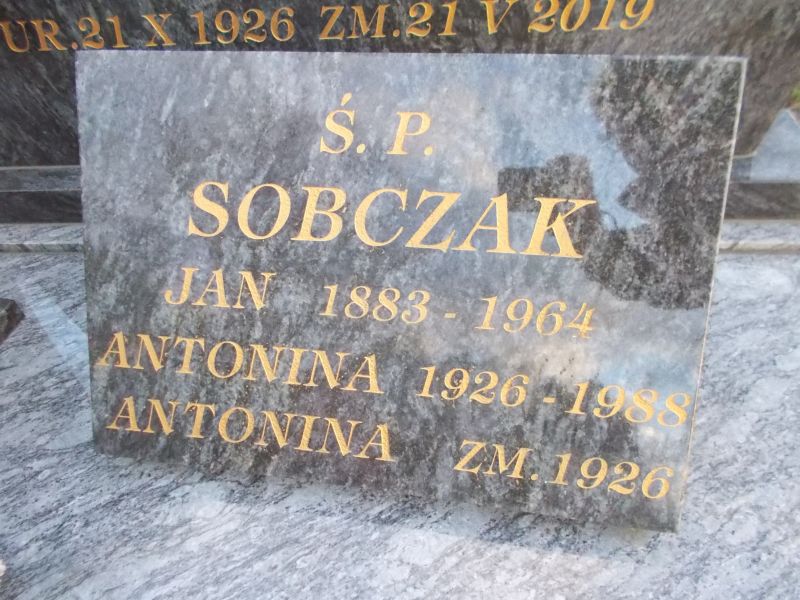 UR.21 X 1926 ZM.21 V 2019
Ś. P.
SOBCZAK
JAN 1883 - 1964
ANTONINA 1926 - 1988
ANTONINA ZM.1926